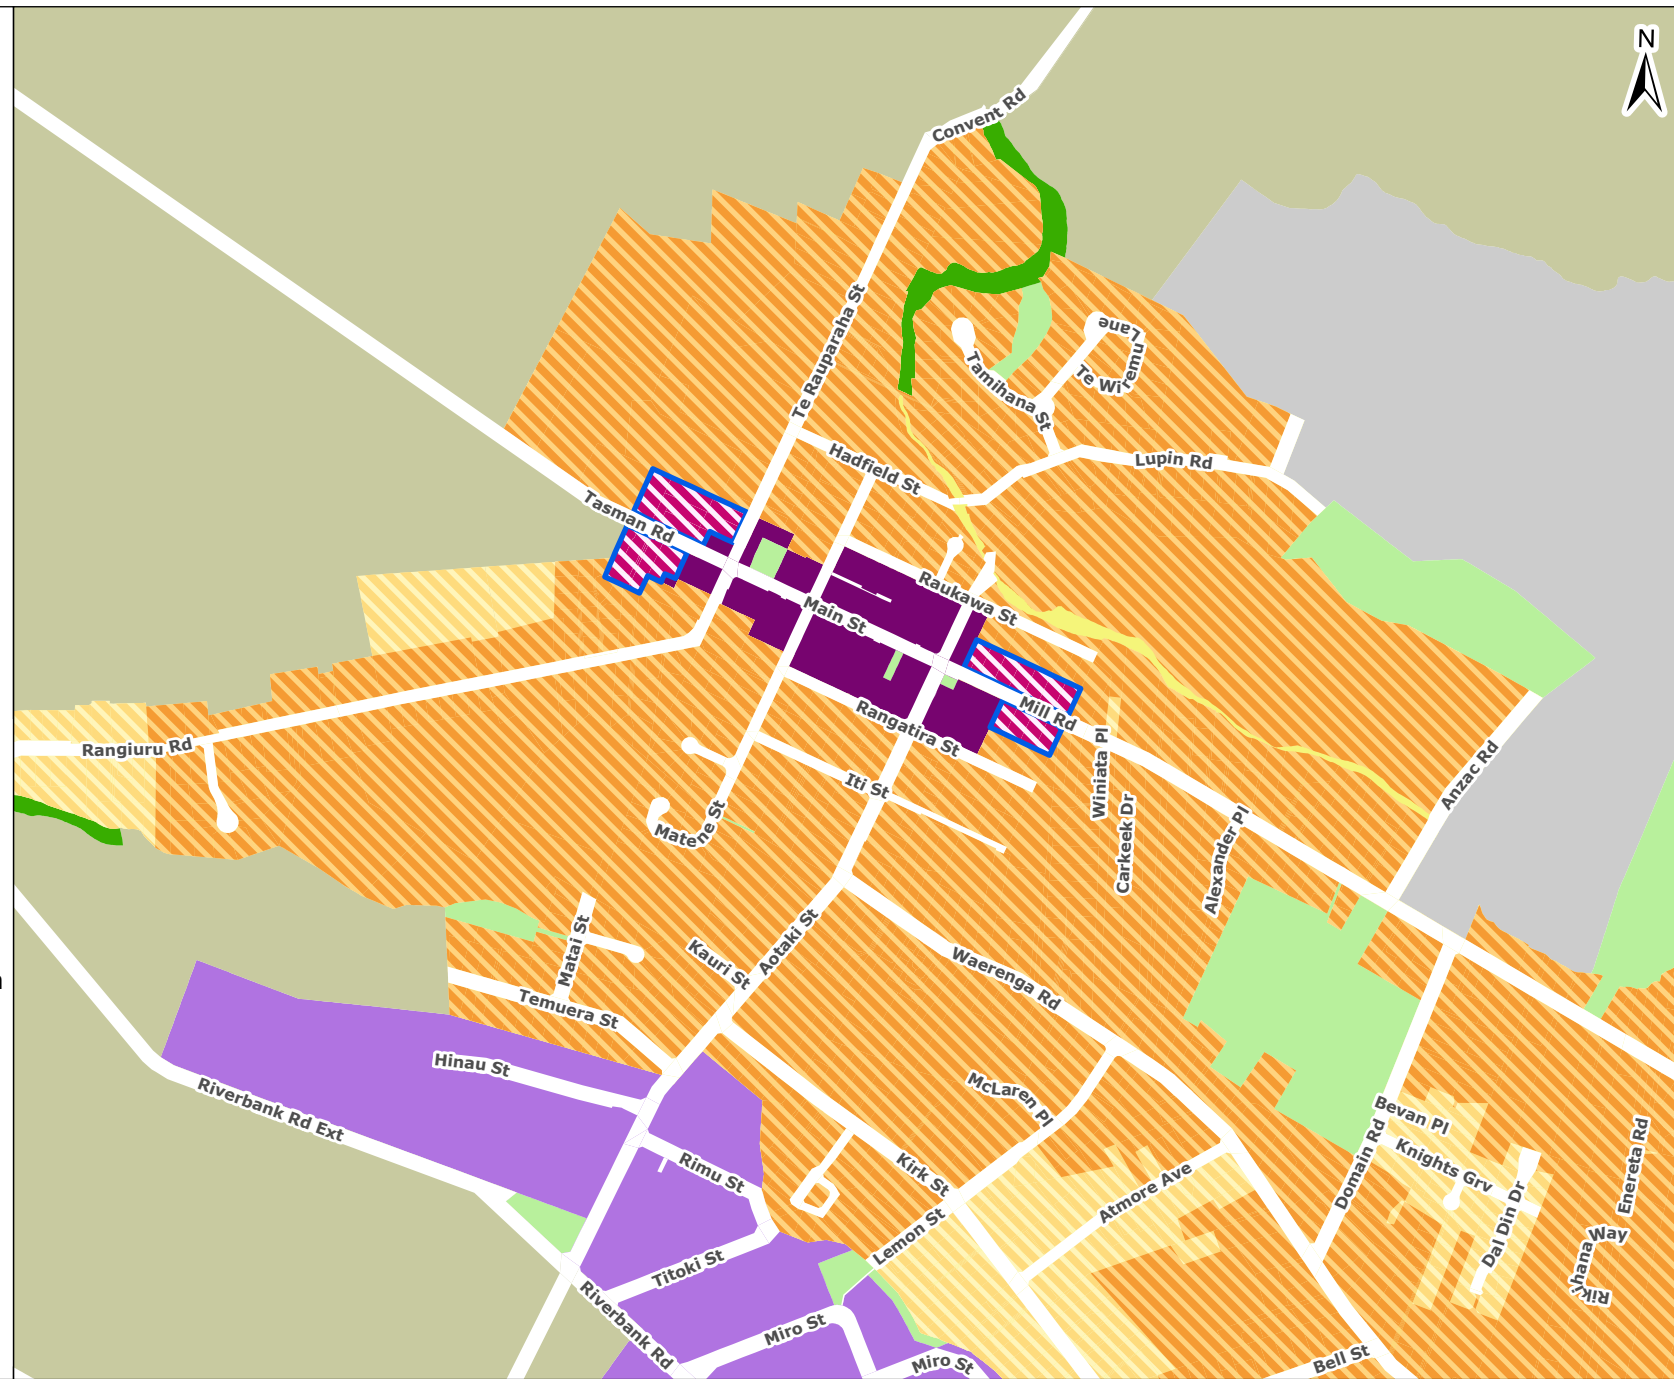 N
Convent Rd
Te Rauparaha St
Te Wiremu Lane
Tamihana St
Hadfield St
Lupin Rd
Tasman Rd
Raukawa St
Main St
Mill Rd
Rangatira St
Rangiuru Rd
Winiata Pl
Iti St
Anzac Rd
Matene St
Carkeek Dr
Alexander Pl
Matai St
Kauri St
Aotaki St
Waerenga Rd
Temuera St
Hinau St
McLaren Pl
Riverbank Rd Ext
Bevan Pl
Knights Grv
Domain Rd
Enereta Rd
Rimu St
Kirk St
Atmore Ave
Lemon St
Dal Din Dr
Rikihana Way
Titoki St
Riverbank Rd
Miro St
Miro St
Bell St